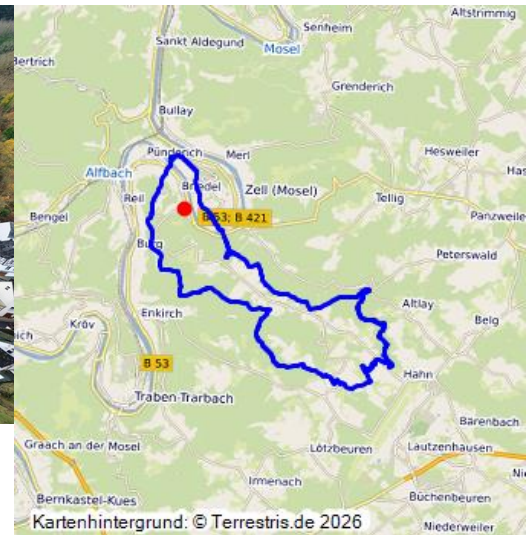 Altstrimmig
Senheim
Sankt Aldegund
Mosel
Bertrich
Grenderich
Bullay
Pünderich
Merl
Hesweiler
Alfbach
Briedel
Zell (Mosel)
Reil
Tellig
Bengel
B 53; B 421
Panzweile
Burg
Peterswald
Enkirch
Altlay
Kröv
Belg
B 53
Hahn
Traben-Trarbach
Bärenbach
Graach an der Mosel
Lötzbeuren
Lautzenhausen
Irmenach
Bernkastel-Kues
Büchenbeuren
Kartenhintergrund: © Terrestris.de 2026
Niederweiler